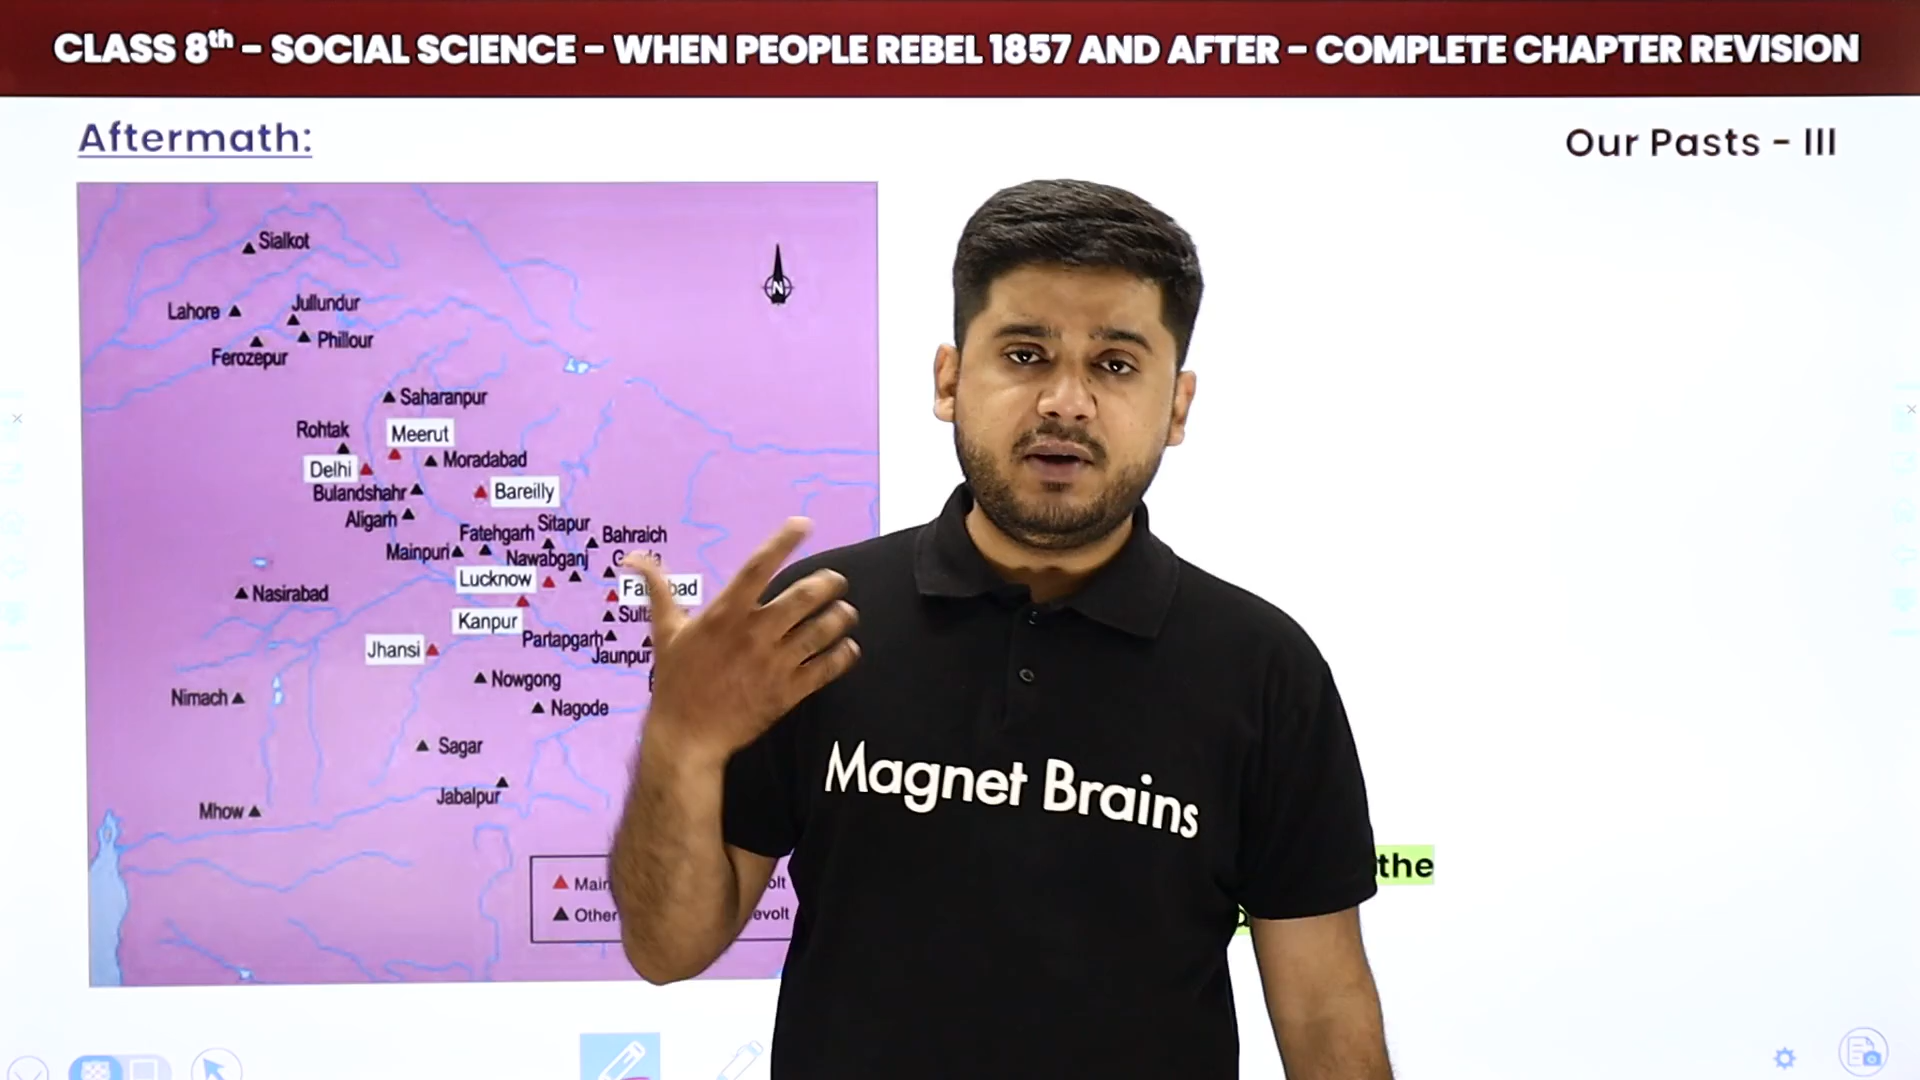 CLASS 8th – SOCIAL SCIENCE – WHEN PEOPLE REBEL 1857 AND AFTER – COMPLETE CHAPTER REVISION
Aftermath:
Our Pasts – III
Sialkot
N
Lahore
Jullundur
Phillour
Ferozepur
Saharanpur
Rohtak
Meerut
Delhi
Moradabad
Bulandshahr
Bareilly
Aligarh
Fatehgarh
Sitapur
Bahraich
Mainpuri
Nawabganj
Lucknow
Nasirabad
Kanpur
Partapgarh
Jhansi
Jaunpur
Nowgong
Nimach
Nagode
Sagar
Jabalpur
Mhow
Other
Magnet Brains
the